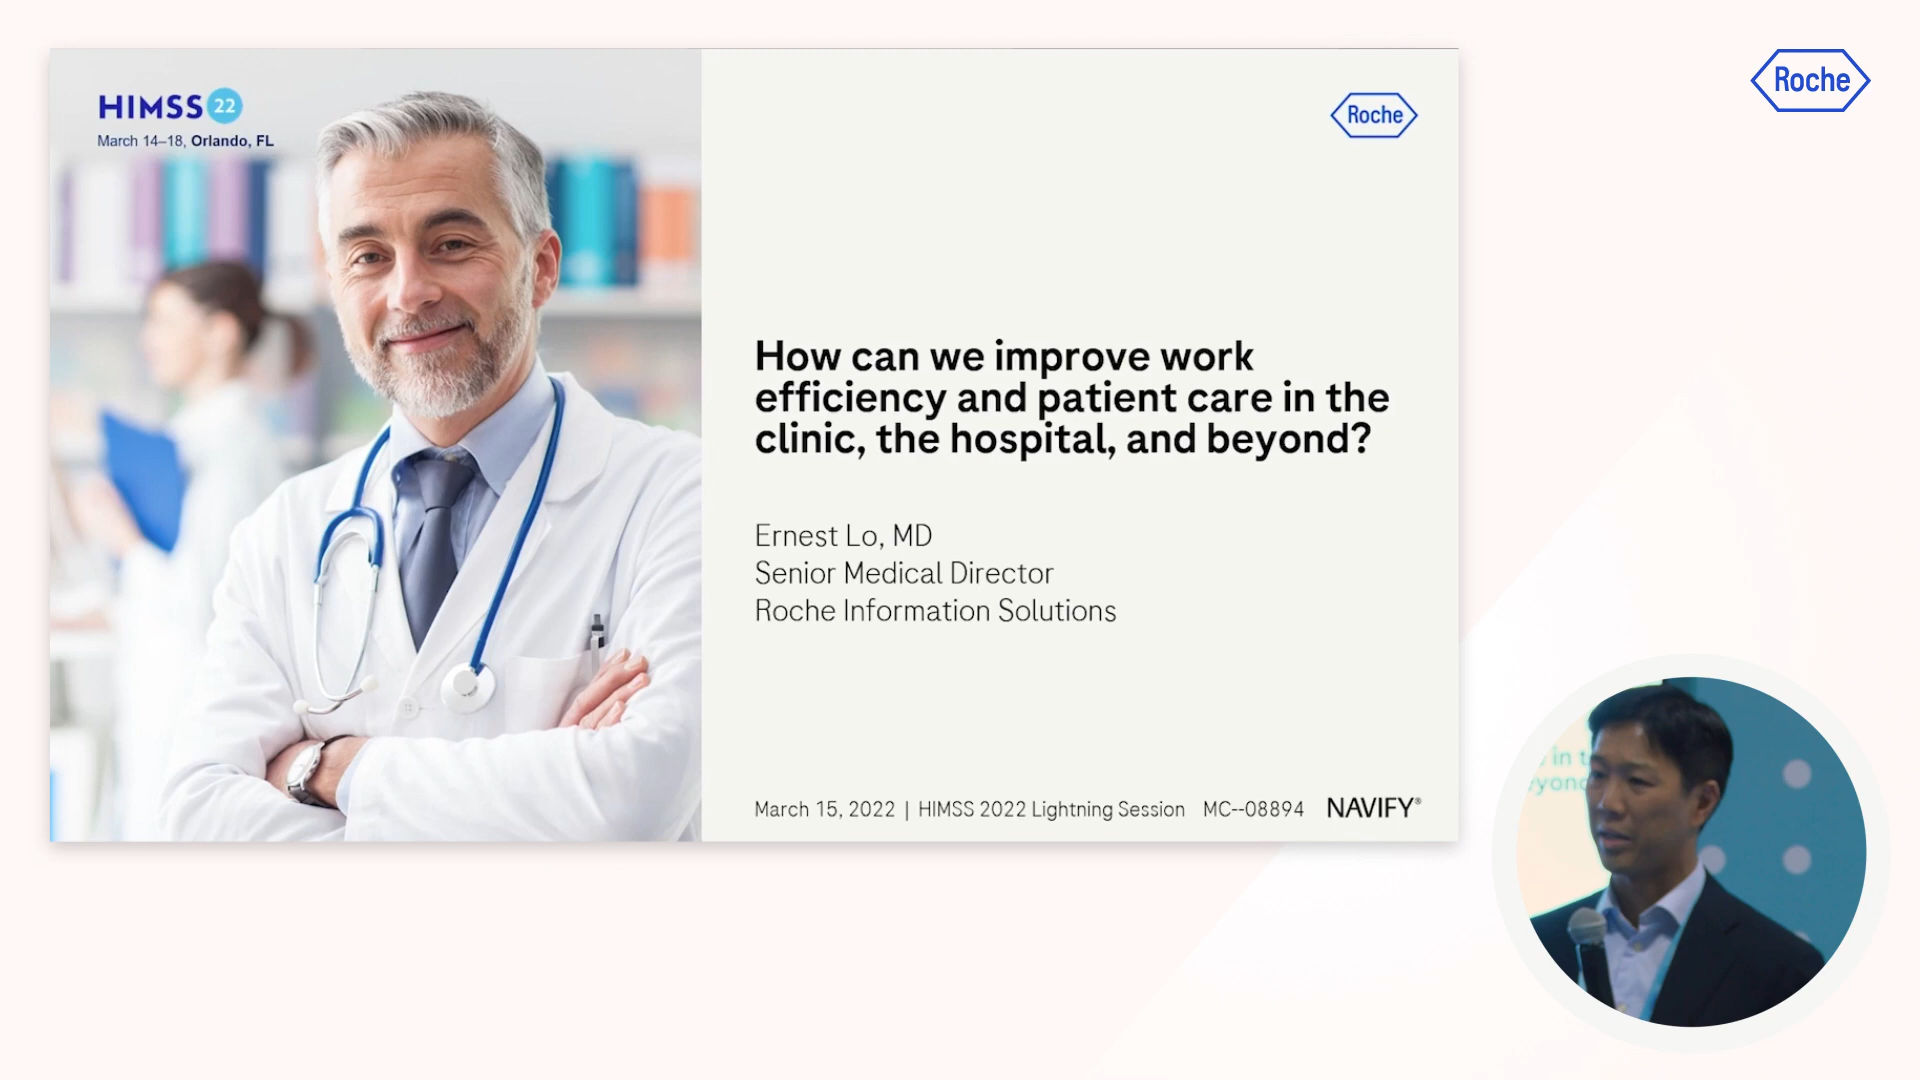 HIMSS 22
March 14–18, Orlando, FL
Roche
Roche
How can we improve work
efficiency and patient care in the
clinic, the hospital, and beyond?
Ernest Lo, MD
Senior Medical Director
Roche Information Solutions
March 15, 2022 | HIMSS 2022 Lightning Session MC--08894 NAVIFY®
in t
eyond